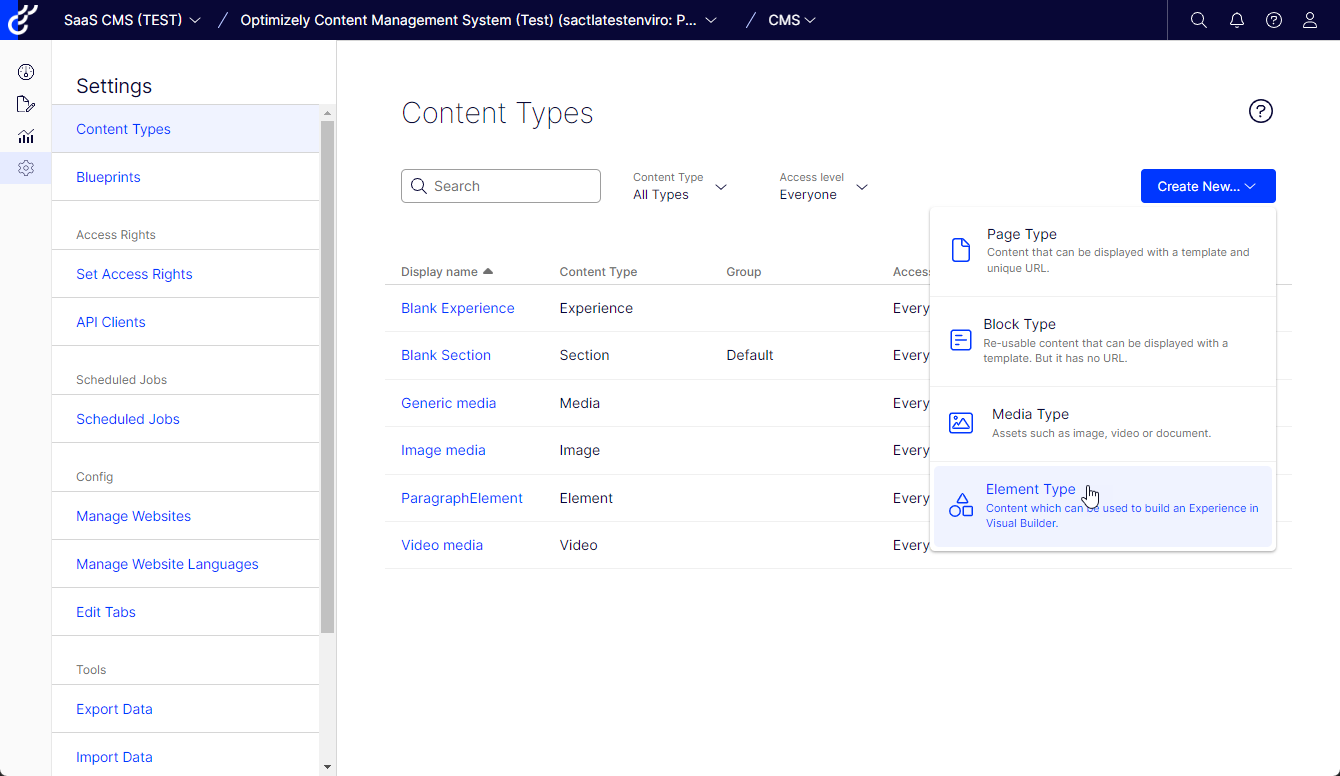 SaaS CMS (TEST)
Optimizely Content Management System (Test) (sactlatestenviro: P...
CMS
Settings
Content Types
Blueprints
Access Rights
Set Access Rights
API Clients
Scheduled Jobs
Scheduled Jobs
Config
Manage Websites
Manage Website Languages
Edit Tabs
Tools
Export Data
Import Data
Content Types
Search
Content Type
All Types
Access level
Everyone
Create New...
Display name
Content Type
Group
Acces
Blank Experience
Experience
Every
Blank Section
Section
Default
Every
Generic media
Media
Every
Image media
Image
Every
ParagraphElement
Element
Every
Video media
Video
Every
Page Type
Content that can be displayed with a template and
unique URL.
Block Type
Re-usable content that can be displayed with a
template. But it has no URL.
Media Type
Assets such as image, video or document.
Element Type
Content which can be used to build an Experience in
Visual Builder.